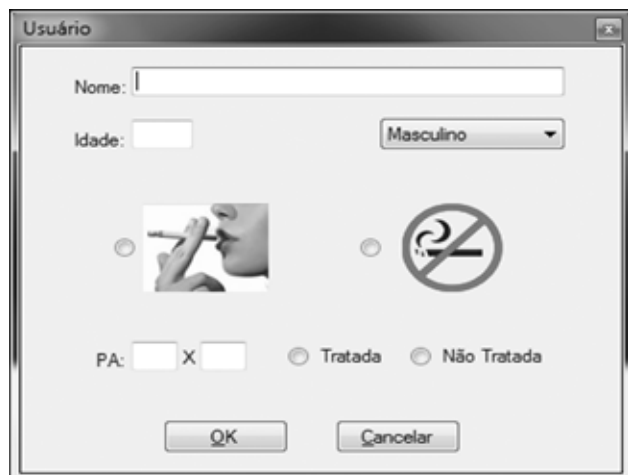 Usuário
Nome:
Idade: Masculino
PA: X Tratada Não Tratada
OK Cancelar